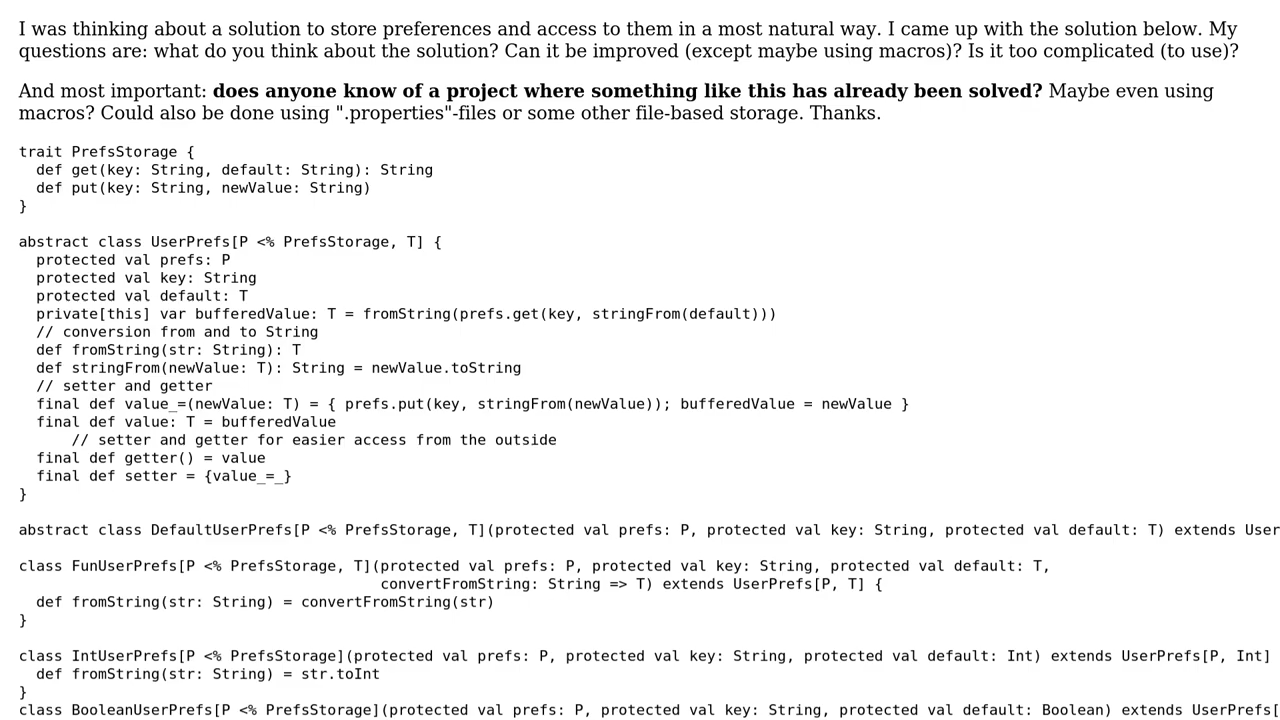 I was thinking about a solution to store preferences and access to them in a most natural way. I came up with the solution below. My
questions are: what do you think about the solution? Can it be improved (except maybe using macros)? Is it too complicated (to use)?
And most important: does anyone know of a project where something like this has already been solved? Maybe even using
macros? Could also be done using ".properties"-files or some other file-based storage. Thanks.
trait PrefsStorage {
  def get(key: String, default: String): String
  def put(key: String, newValue: String)
}
abstract class UserPrefs[P <% PrefsStorage, T] {
  protected val prefs: P
  protected val key: String
  protected val default: T
  private[this] var bufferedValue: T = fromString(prefs.get(key, stringFrom(default)))
  // conversion from and to String
  def fromString(str: String): T
  def stringFrom(newValue: T): String = newValue.toString
  // setter and getter
  final def value_=(newValue: T) = { prefs.put(key, stringFrom(newValue)); bufferedValue = newValue }
  final def value: T = bufferedValue
      // setter and getter for easier access from the outside
  final def getter() = value
  final def setter = {value_=_}
}
abstract class DefaultUserPrefs[P <% PrefsStorage, T](protected val prefs: P, protected val key: String, protected val default: T) extends User
class FunUserPrefs[P <% PrefsStorage, T](protected val prefs: P, protected val key: String, protected val default: T,
                                         convertFromString: String => T) extends UserPrefs[P, T] {
  def fromString(str: String) = convertFromString(str)
}
class IntUserPrefs[P <% PrefsStorage](protected val prefs: P, protected val key: String, protected val default: Int) extends UserPrefs[P, Int]
  def fromString(str: String) = str.toInt
}
class BooleanUserPrefs[P <% PrefsStorage](protected val prefs: P, protected val key: String, protected val default: Boolean) extends UserPrefs[